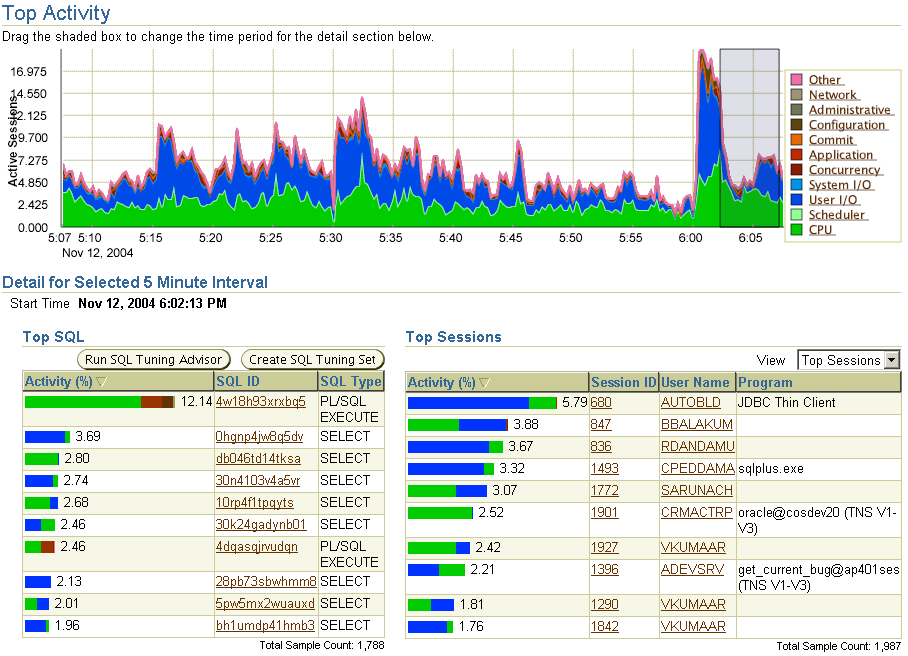 Top Activity
Drag the shaded box to change the time period for the detail section below.
Active Sessions
16.975
14.550
12.125
9.700
7.275
4.850
2.425
0.000
5:07 5:10 5:15 5:20 5:25 5:30 5:35 5:40 5:45 5:50 5:55 6:00 6:05
Nov 12, 2004
Other
Network
Administrative
Configuration
Commit
Application
Concurrency
System I/O
User I/O
Scheduler
CPU
Detail for Selected 5 Minute Interval
Start Time Nov 12, 2004 6:02:13 PM
Top SQL
Run SQL Tuning Advisor Create SQL Tuning Set
Activity (%) SQL ID SQL Type
12.14 4w18h93xrxbq5 PL/SQL EXECUTE
3.69 0hgnp4jw8q5dv SELECT
2.80 db046td14tksa SELECT
2.74 30n4103v4a5vr SELECT
2.68 10rp4f1tpqyts SELECT
2.46 30k24gadynb01 SELECT
2.46 4dqasqjrvudqn PL/SQL EXECUTE
2.13 28pb73sbwhmm8 SELECT
2.01 5pw5mx2wuauxd SELECT
1.96 bh1umdp41hmb3 SELECT
Total Sample Count: 1,788
Top Sessions
View Top Sessions
Activity (%) Session ID User Name Program
5.79 680 AUTOBLD JDBC Thin Client
3.88 847 BBALAKUM
3.67 836 RDANDAMU
3.32 1493 CPEDDAMA sqlplus.exe
3.07 1772 SARUNACH
2.52 1901 CRMACTRP oracle@cosdev20 (TNS V1-V3)
2.42 1927 VKUMAAR
2.21 1396 ADEVSRV get_current_bug@ap401ses (TNS V1-V3)
1.81 1290 VKUMAAR
1.76 1842 VKUMAAR
Total Sample Count: 1,987